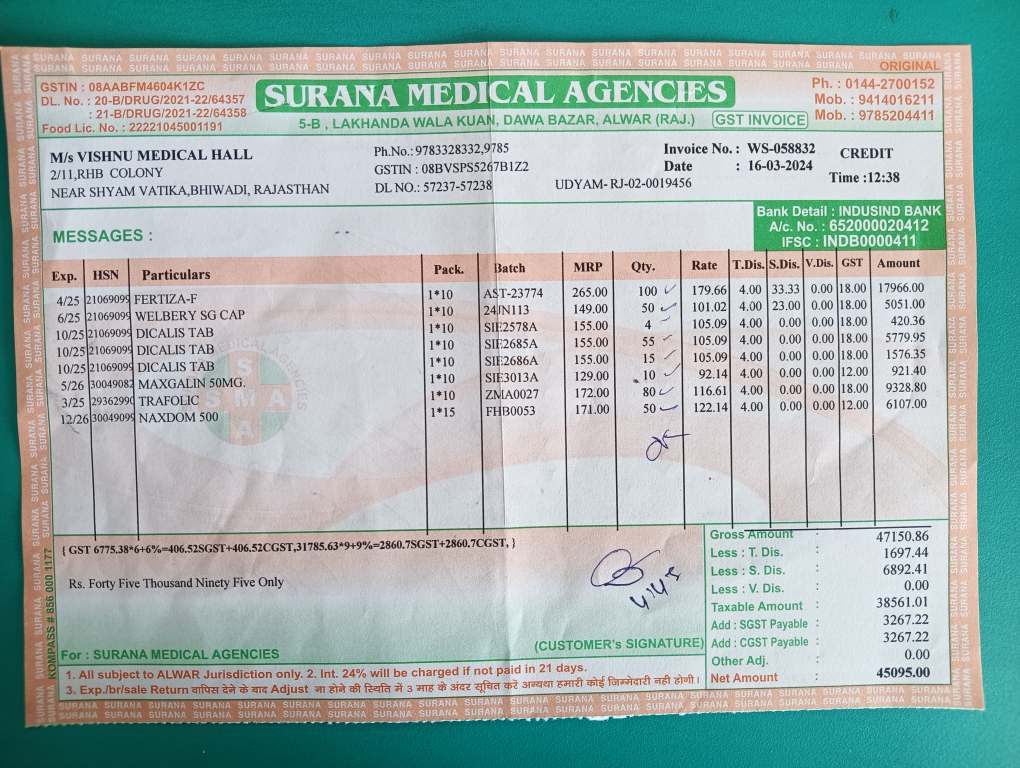 ORIGINAL
GSTIN : 08AABFM4604K1ZC
DL. No. : 20-B/DRUG/2021-22/64357
: 21-B/DRUG/2021-22/64358
Food Lic. No. : 22221045001191
SURANA MEDICAL AGENCIES
5-B , LAKHANDA WALA KUAN, DAWA BAZAR, ALWAR (RAJ.) GST INVOICE
Ph. : 0144-2700152
Mob. : 9414016211
Mob. : 9785204411
M/s VISHNU MEDICAL HALL
2/11,RHB COLONY
NEAR SHYAM VATIKA,BHIWADI, RAJASTHAN
Ph.No.:9783328332,9785
GSTIN : 08BVSPS5267B1Z2
DL NO.: 57237-57238
UDYAM- RJ-02-0019456
Invoice No. : WS-058832
Date : 16-03-2024
CREDIT
Time :12:38
MESSAGES :
Bank Detail : INDUSIND BANK
A/c. No. : 652000020412
IFSC : INDB0000411
Exp. HSN Particulars Pack. Batch MRP Qty. Rate T.Dis. S.Dis. V.Dis. GST Amount
4/25 21069099 FERTIZA-F 1*10 AST-23774 265.00 100 179.66 4.00 33.33 0.00 18.00 17966.00
6/25 21069099 WELBERY SG CAP 1*10 24JN113 149.00 50 101.02 4.00 23.00 0.00 18.00 5051.00
10/25 21069099 DICALIS TAB 1*10 SIE2578A 155.00 4 105.09 4.00 0.00 0.00 18.00 420.36
10/25 21069099 DICALIS TAB 1*10 SIE2685A 155.00 55 105.09 4.00 0.00 0.00 18.00 5779.95
10/25 21069099 DICALIS TAB 1*10 SIE2686A 155.00 15 105.09 4.00 0.00 0.00 18.00 1576.35
5/26 30049082 MAXGALIN 50MG. 1*10 SIE3013A 129.00 10 92.14 4.00 0.00 0.00 12.00 921.40
3/25 29362990 TRAFOLIC 1*10 ZMA0027 172.00 80 116.61 4.00 0.00 0.00 18.00 9328.80
12/26 30049099 NAXDOM 500 1*15 FHB0053 171.00 50 122.14 4.00 0.00 0.00 12.00 6107.00
{ GST 6775.38*6+6%=406.52SGST+406.52CGST,31785.63*9+9%=2860.7SGST+2860.7CGST, }
Rs. Forty Five Thousand Ninety Five Only
Gross Amount : 47150.86
Less : T. Dis. : 1697.44
Less : S. Dis. : 6892.41
Less : V. Dis. : 0.00
Taxable Amount : 38561.01
Add : SGST Payable : 3267.22
Add : CGST Payable : 3267.22
Other Adj. : 0.00
Net Amount : 45095.00
(CUSTOMER's SIGNATURE)
For : SURANA MEDICAL AGENCIES
KOMPASS # 856 000 1177
1. All subject to ALWAR Jurisdiction only. 2. Int. 24% will be charged if not paid in 21 days.
3. Exp./br/sale Return वापिस देने के बाद Adjust ना होने की स्थिति में 3 माह के अंदर सूचित करें अन्यथा हमारी कोई जिम्मेदारी नहीं होगी।